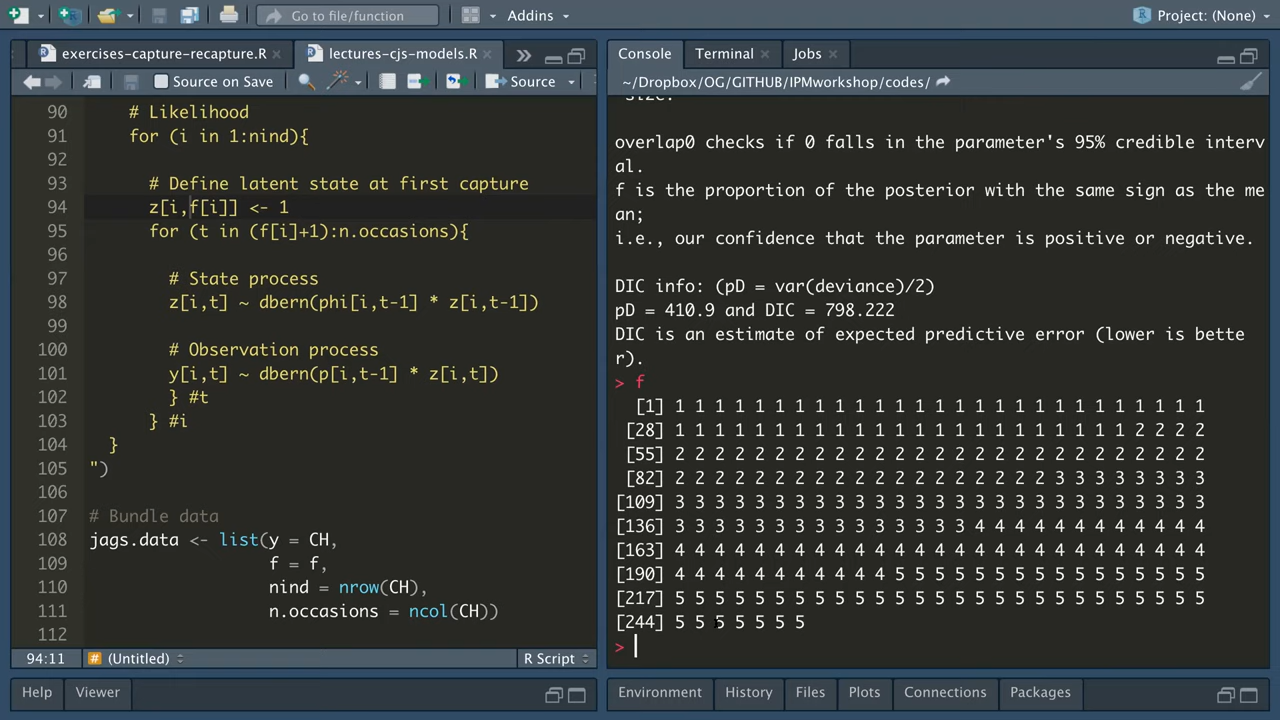 Go to file/function
Addins
Project: (None)
exercises-capture-recapture.R
lectures-cjs-models.R
Source on Save
Source
90 # Likelihood
91 for (i in 1:nind){
92
93 # Define latent state at first capture
94 z[i,f[i]] <- 1
95 for (t in (f[i]+1):n.occasions){
96
97 # State process
98 z[i,t] ~ dbern(phi[i,t-1] * z[i,t-1])
99
100 # Observation process
101 y[i,t] ~ dbern(p[i,t-1] * z[i,t])
102 } #t
103 } #i
104 }
105 ")
106
107 # Bundle data
108 jags.data <- list(y = CH,
109 f = f,
110 nind = nrow(CH),
111 n.occasions = ncol(CH))
112
94:11 (Untitled) R Script
Help Viewer
Console Terminal Jobs
~/Dropbox/OG/GITHUB/IPMworkshop/codes/
size.
overlap0 checks if 0 falls in the parameter's 95% credible interv
al.
f is the proportion of the posterior with the same sign as the me
an;
i.e., our confidence that the parameter is positive or negative.
DIC info: (pD = var(deviance)/2)
pD = 410.9 and DIC = 798.222
DIC is an estimate of expected predictive error (lower is bette
r).
> f
[1] 1 1 1 1 1 1 1 1 1 1 1 1 1 1 1 1 1 1 1 1 1 1 1 1 1 1 1
[28] 1 1 1 1 1 1 1 1 1 1 1 1 1 1 1 1 1 1 1 1 1 1 1 2 2 2 2
[55] 2 2 2 2 2 2 2 2 2 2 2 2 2 2 2 2 2 2 2 2 2 2 2 2 2 2 2
[82] 2 2 2 2 2 2 2 2 2 2 2 2 2 2 2 2 2 2 2 3 3 3 3 3 3 3 3
[109] 3 3 3 3 3 3 3 3 3 3 3 3 3 3 3 3 3 3 3 3 3 3 3 3 3 3 3
[136] 3 3 3 3 3 3 3 3 3 3 3 3 3 3 3 4 4 4 4 4 4 4 4 4 4 4 4
[163] 4 4 4 4 4 4 4 4 4 4 4 4 4 4 4 4 4 4 4 4 4 4 4 4 4 4 4
[190] 4 4 4 4 4 4 4 4 4 4 4 5 5 5 5 5 5 5 5 5 5 5 5 5 5 5 5
[217] 5 5 5 5 5 5 5 5 5 5 5 5 5 5 5 5 5 5 5 5 5 5 5 5 5 5 5
[244] 5 5 5 5 5 5 5
>
Environment History Files Plots Connections Packages